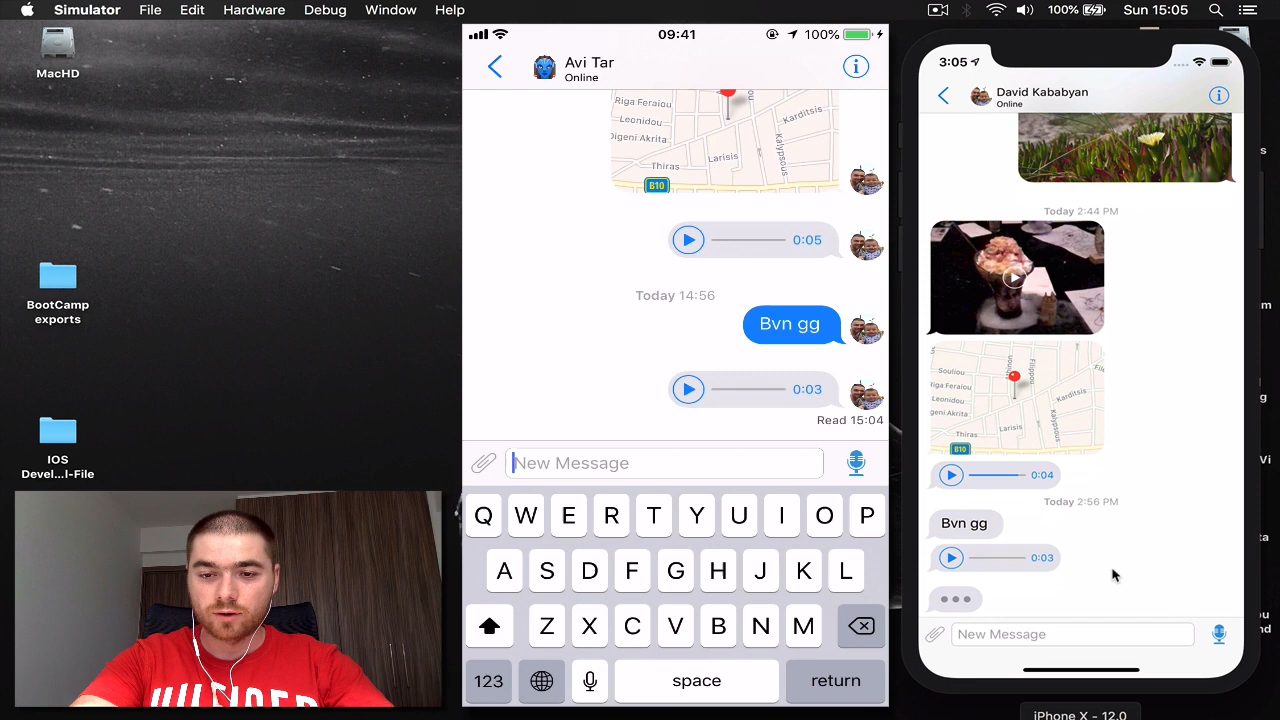 Simulator File Edit Hardware Debug Window Help 100% Sun 15:05
MacHD
BootCamp
exports
IOS
Devel...l-File
09:41 100%
Avi Tar
Online
Riga Feraiou
Leonidou
Digeni Akrita
Karditsis
Kalypsous
Larisis
Thiras
B10
0:05
Today 14:56
Bvn gg
0:03
Read 15:04
New Message
Q W E R T Y U I O P
A S D F G H J K L
Z X C V B N M
123 space return
3:05
David Kababyan
Online
Today 2:44 PM
Souliou
Riga Feraiou
Leonidou
Digeni Akrita
Filippou
Karditsis
Kalypsous
Larisis
Thiras
B10
0:04
Today 2:56 PM
Bvn gg
0:03
New Message
iPhone X - 12.0